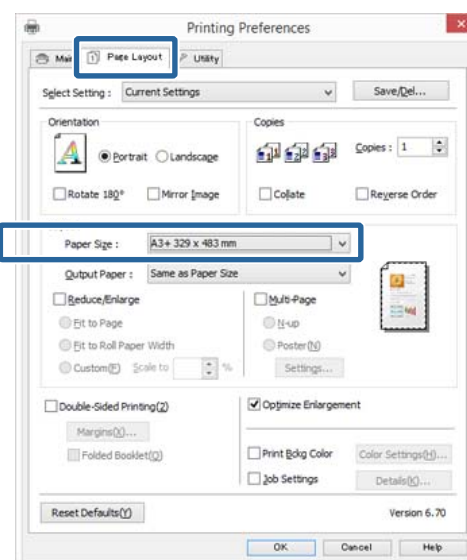 Printing Preferences
Main Page Layout Utility
Select Setting : Current Settings Save/Del...
Orientation Copies
Portrait Landscape Copies : 1
Rotate 180° Mirror Image Collate Reverse Order
Paper Size : A3+ 329 x 483 mm
Output Paper : Same as Paper Size
Reduce/Enlarge Multi-Page
Fit to Page N-up
Fit to Roll Paper Width Poster(N)
Custom(F) Scale to % Settings...
Double-Sided Printing(2) Optimize Enlargement
Margins(X)...
Folded Booklet(Q) Print Bckg Color Color Settings(H)...
Job Settings Details(K)...
Reset Defaults(Y) Version 6.70
OK Cancel Help